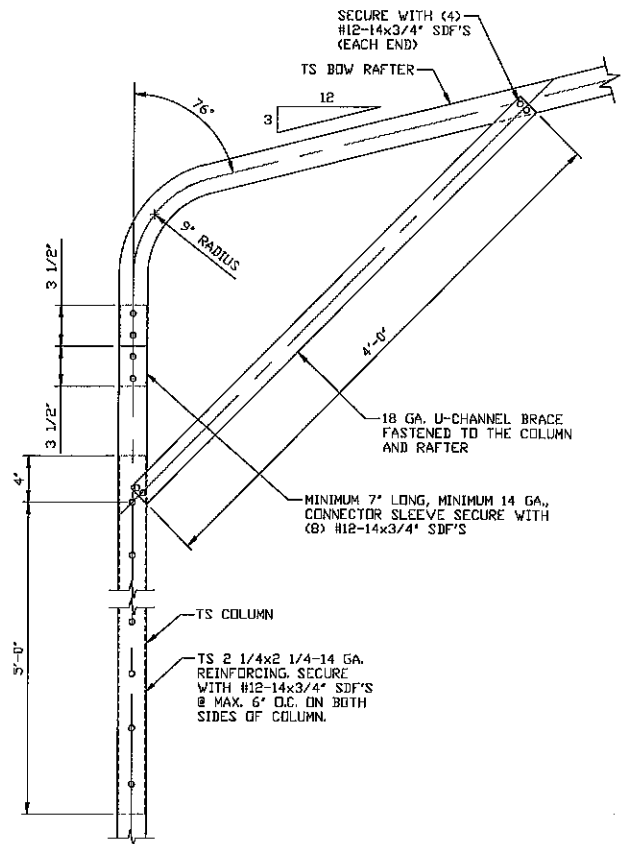 SECURE WITH (4)
#12-14x3/4" SDF'S
(EACH END)
TS BOW RAFTER
12
3
76°
9" RADIUS
3 1/2"
3 1/2"
4'-0"
18 GA. U-CHANNEL BRACE
FASTENED TO THE COLUMN
AND RAFTER
4"
MINIMUM 7" LONG, MINIMUM 14 GA.,
CONNECTOR SLEEVE SECURE WITH
(8) #12-14x3/4" SDF'S
5'-0"
TS COLUMN
TS 2 1/4x2 1/4-14 GA.
REINFORCING. SECURE
WITH #12-14x3/4" SDF'S
@ MAX. 6" O.C. ON BOTH
SIDES OF COLUMN.